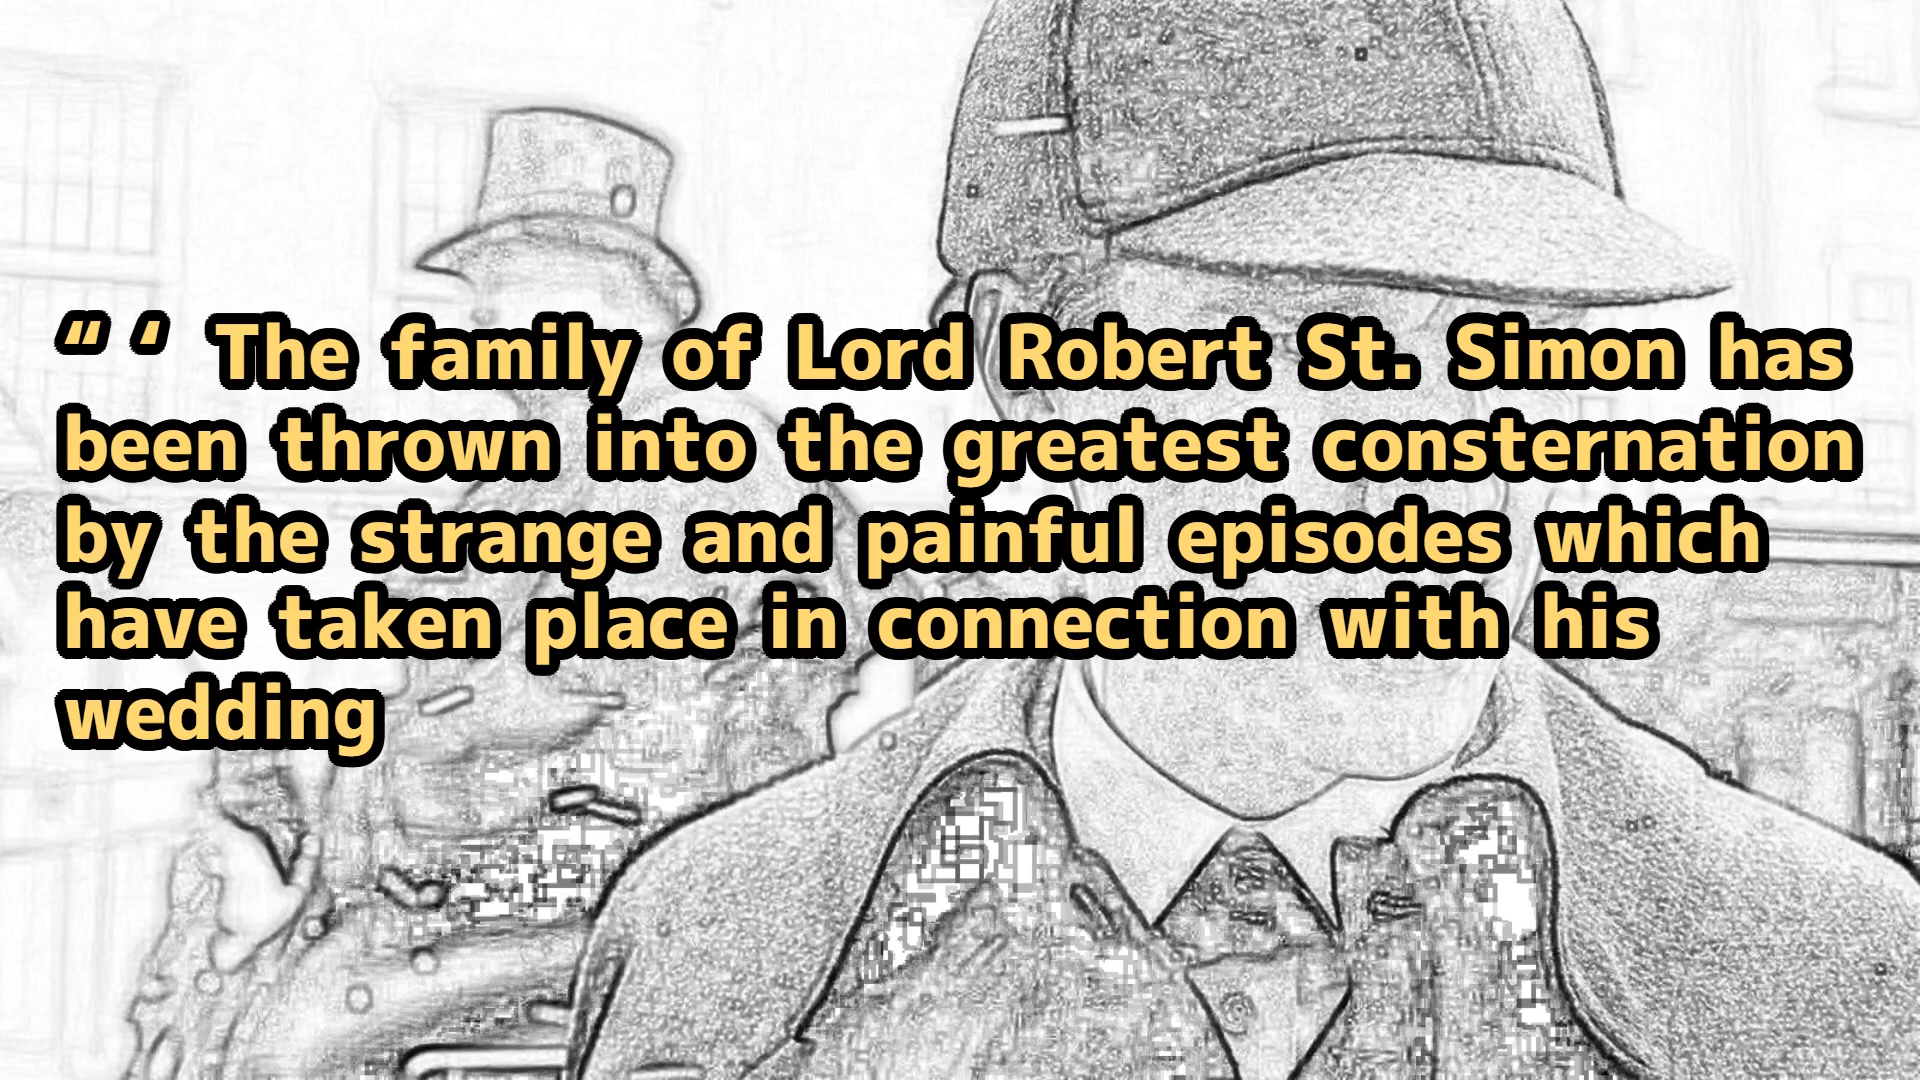 “ ‘ The family of Lord Robert St. Simon has
been thrown into the greatest consternation
by the strange and painful episodes which
have taken place in connection with his
wedding